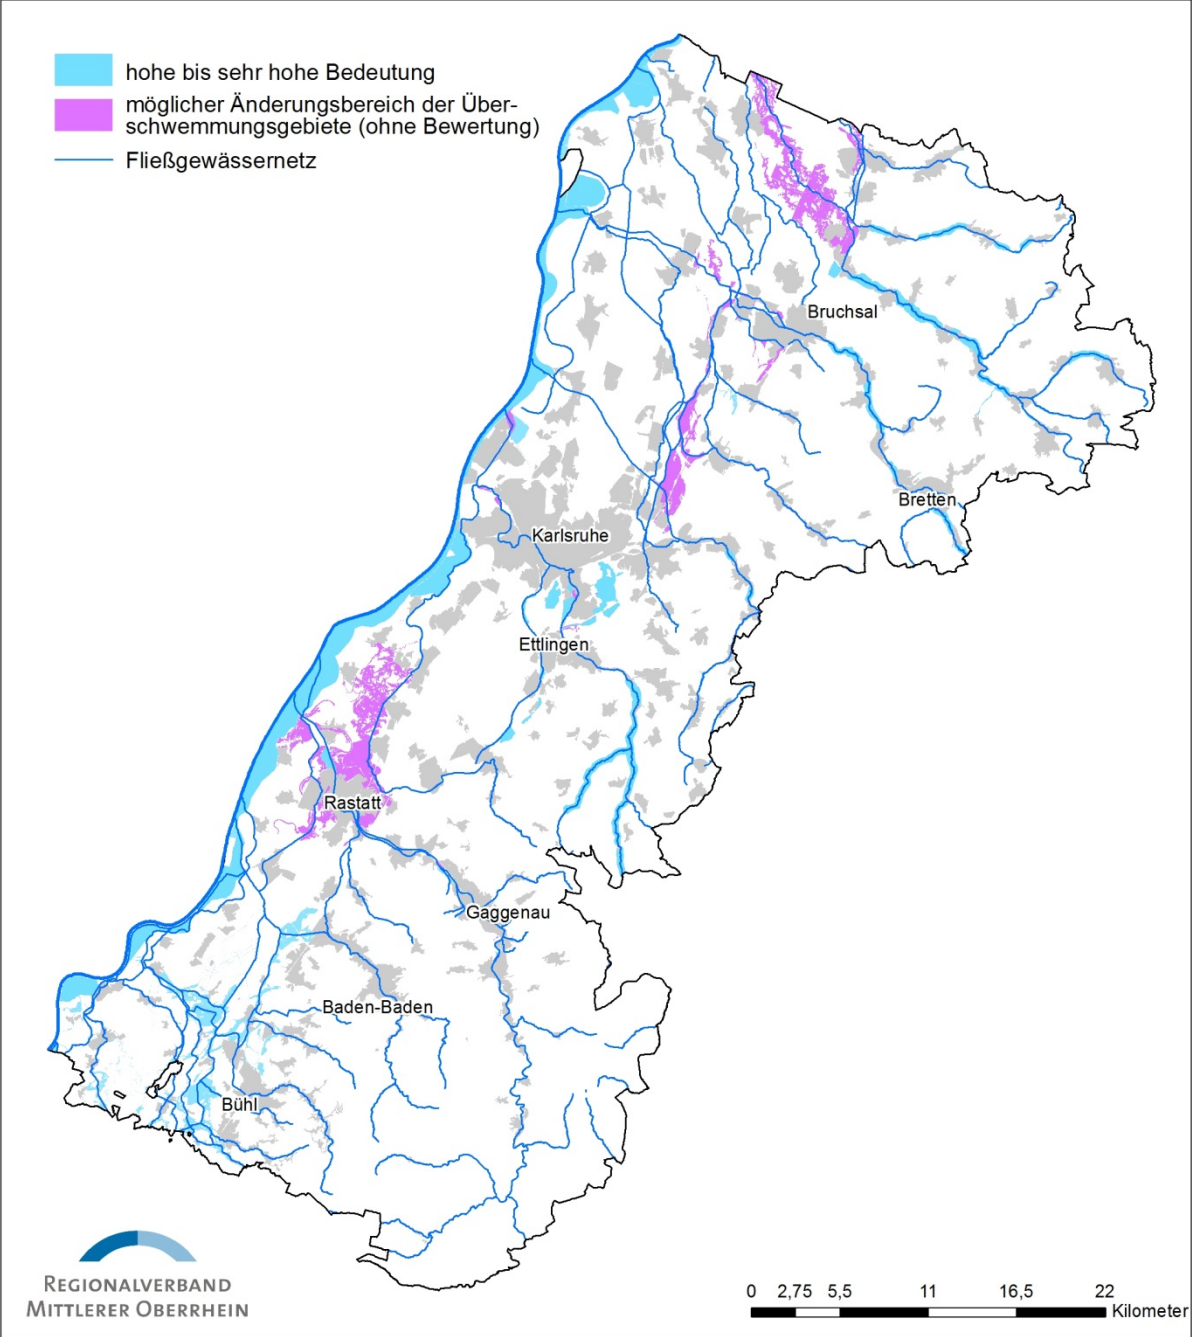 hohe bis sehr hohe Bedeutung
möglicher Änderungsbereich der Über-
schwemmungsgebiete (ohne Bewertung)
Fließgewässernetz
Bruchsal
Bretten
Karlsruhe
Ettlingen
Rastatt
Gaggenau
Baden-Baden
Bühl
REGIONALVERBAND
MITTLERER OBERRHEIN
0 2,75 5,5 11 16,5 22
Kilometer